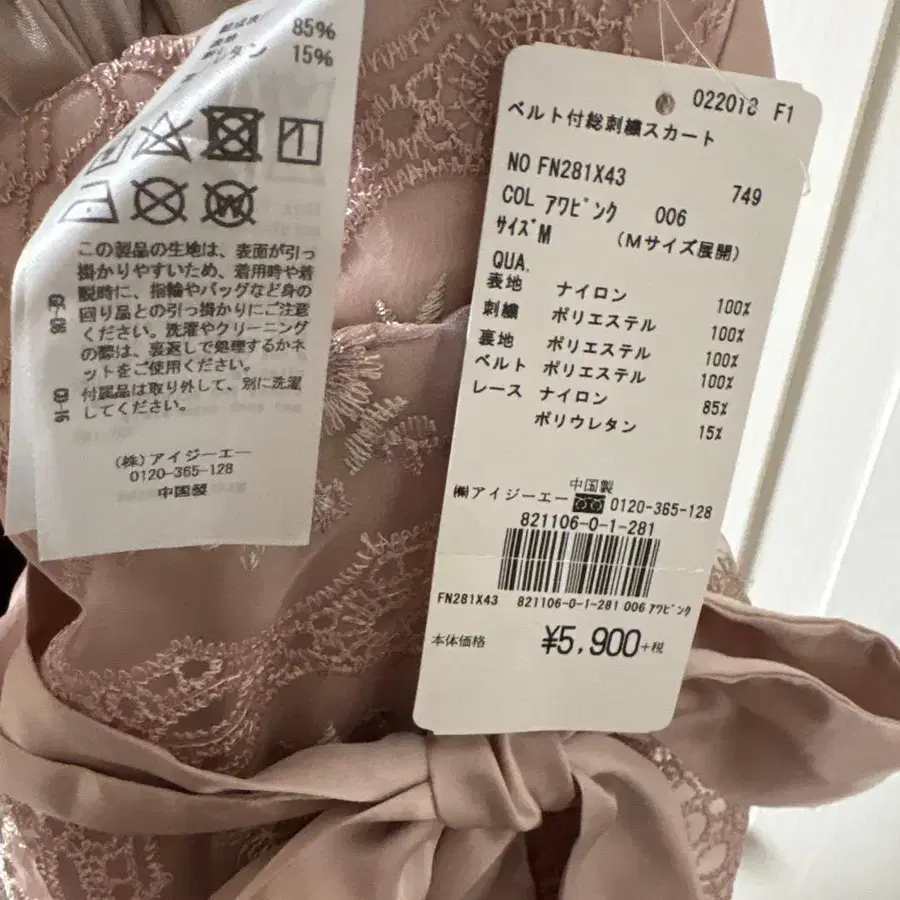 85%
15%
この製品の生地は、表面が引っ
掛かりやすいため、着用時や着
脱時に、指輪やバッグなど身の
回り品との引っ掛かりにご注意
ください。洗濯やクリーニング
の際は、裏返しで処理するかネ
ットをご使用ください。
付属品は取り外して、別に洗濯
してください。
(株)アイジーエー
0120-365-128
中国製
022018 F1
ベルト付総刺繍スカート
NO FN281X43 749
COL アワピンク 006
サイズM (Mサイズ展開)
QUA.
表地 ナイロン 100%
刺繍 ポリエステル 100%
裏地 ポリエステル 100%
ベルト ポリエステル 100%
レース ナイロン 85%
ポリウレタン 15%
中国製
㈱アイジーエー 0120-365-128
821106-0-1-281
FN281X43 821106-0-1-281 006 アワピンク
本体価格 ¥5,900+税